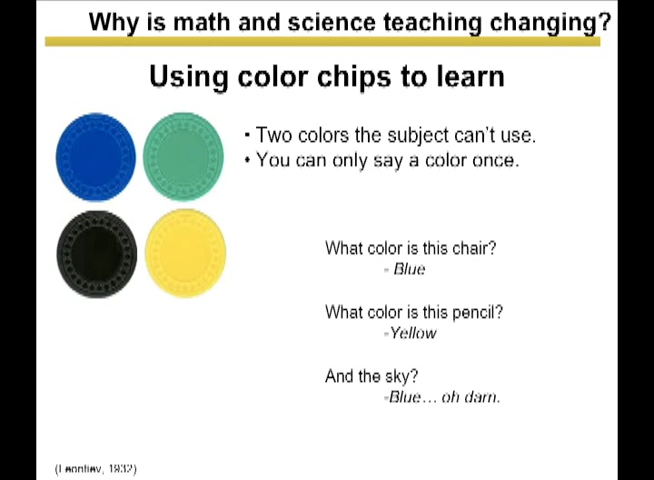 Why is math and science teaching changing?
Using color chips to learn
• Two colors the subject can't use.
• You can only say a color once.
What color is this chair?
- Blue
What color is this pencil?
-Yellow
And the sky?
-Blue... oh darn.
(Leontiev, 1932)